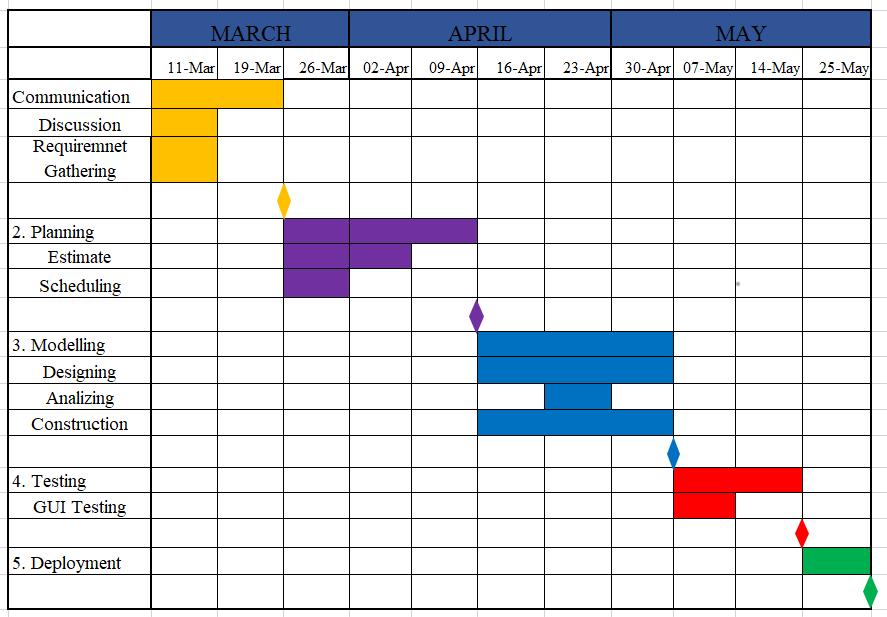 MARCH APRIL MAY
11-Mar 19-Mar 26-Mar 02-Apr 09-Apr 16-Apr 23-Apr 30-Apr 07-May 14-May 25-May
Communication
Discussion
Requiremnet
Gathering
2. Planning
Estimate
Scheduling
3. Modelling
Designing
Analizing
Construction
4. Testing
GUI Testing
5. Deployment